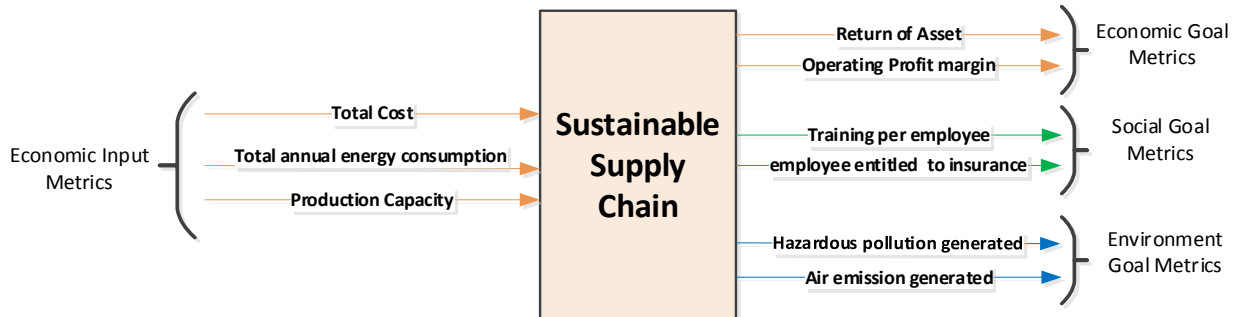 Economic Input
Metrics
Total Cost
Total annual energy consumption
Production Capacity
Sustainable
Supply
Chain
Return of Asset
Operating Profit margin
Economic Goal
Metrics
Training per employee
employee entitled to insurance
Social Goal
Metrics
Hazardous pollution generated
Air emission generated
Environment
Goal Metrics